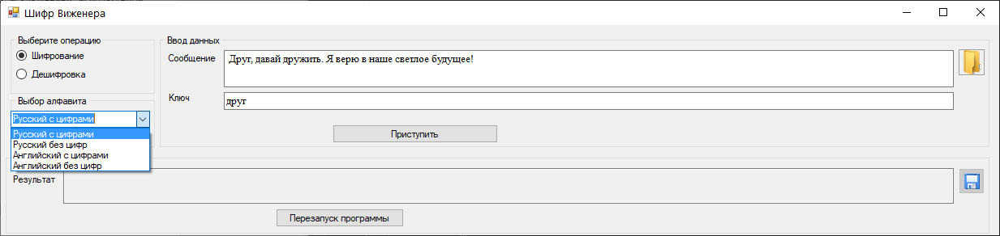 Шифр Виженера
Выберите операцию
Шифрование
Дешифровка
Выбор алфавита
Русский с цифрами
Русский с цифрами
Русский без цифр
Английский с цифрами
Английский без цифр
Ввод данных
Сообщение
Друг, давай дружить. Я верю в наше светлое будущее!
Ключ
друг
Приступить
Результат
Перезапуск программы